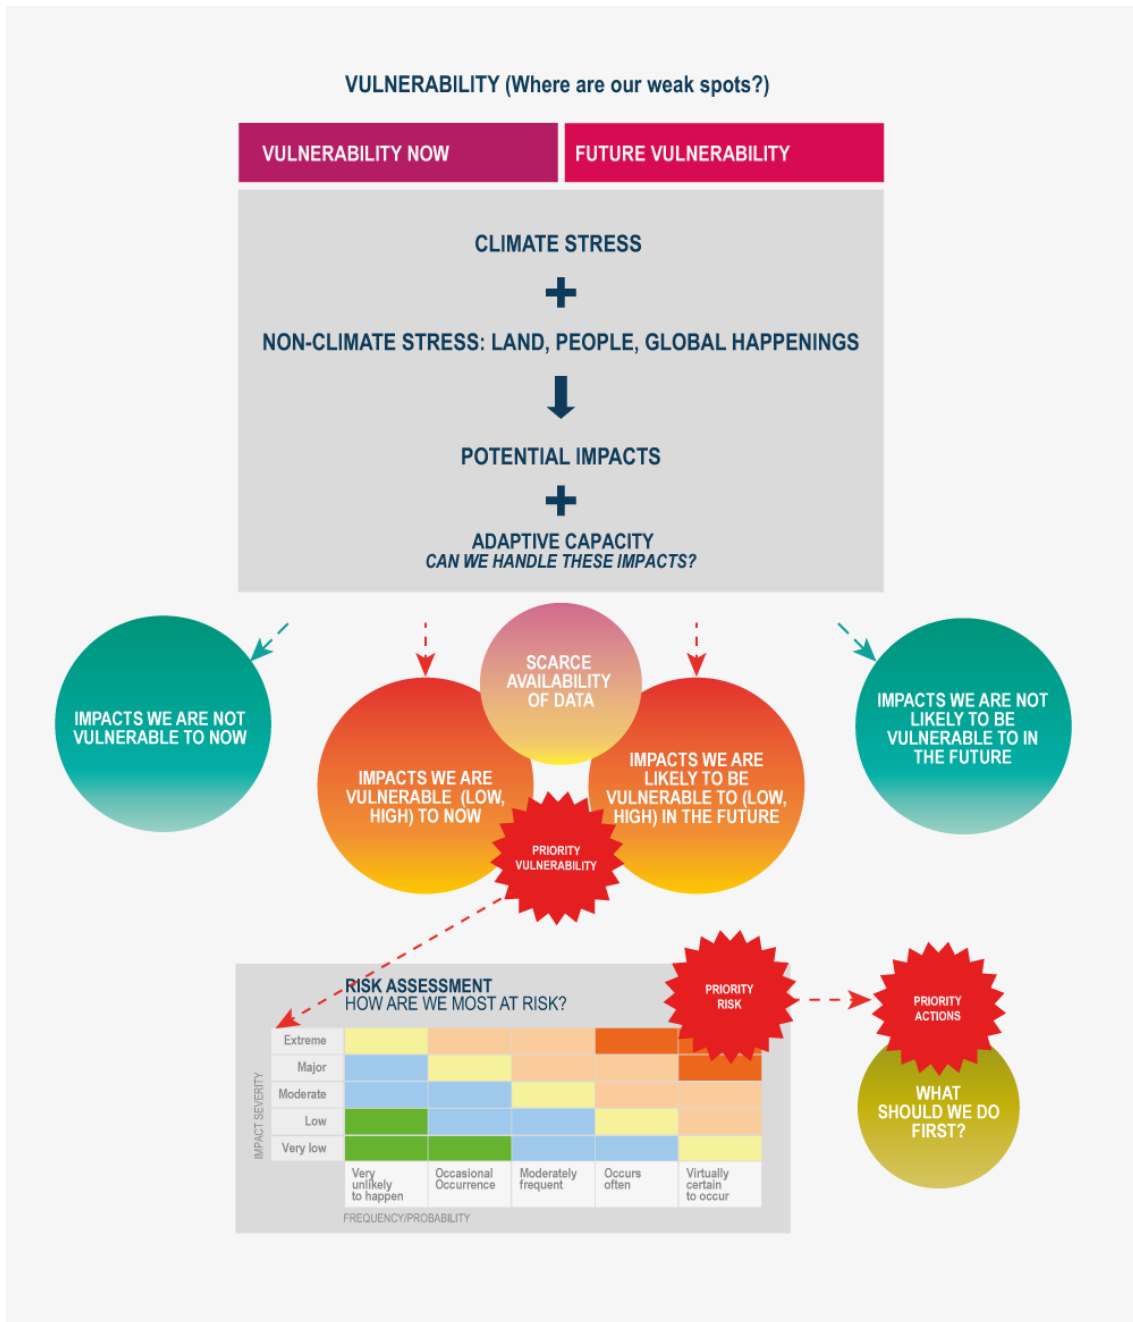 VULNERABILITY (Where are our weak spots?)
VULNERABILITY NOW
FUTURE VULNERABILITY
CLIMATE STRESS
NON-CLIMATE STRESS: LAND, PEOPLE, GLOBAL HAPPENINGS
POTENTIAL IMPACTS
ADAPTIVE CAPACITY
CAN WE HANDLE THESE IMPACTS?
IMPACTS WE ARE NOT
VULNERABLE TO NOW
IMPACTS WE ARE
VULNERABLE (LOW,
HIGH) TO NOW
SCARCE
AVAILABILITY
OF DATA
IMPACTS WE ARE
LIKELY TO BE
VULNERABLE TO (LOW,
HIGH) IN THE FUTURE
IMPACTS WE ARE NOT
LIKELY TO BE
VULNERABLE TO IN
THE FUTURE
PRIORITY
VULNERABILITY
RISK ASSESSMENT
HOW ARE WE MOST AT RISK?
PRIORITY
RISK
PRIORITY
ACTIONS
WHAT
SHOULD WE DO
FIRST?
IMPACT SEVERITY
Extreme
Major
Moderate
Low
Very low
Very
unlikely
to happen
Occasional
Occurrence
Moderately
frequent
Occurs
often
Virtually
certain
to occur
FREQUENCY/PROBABILITY